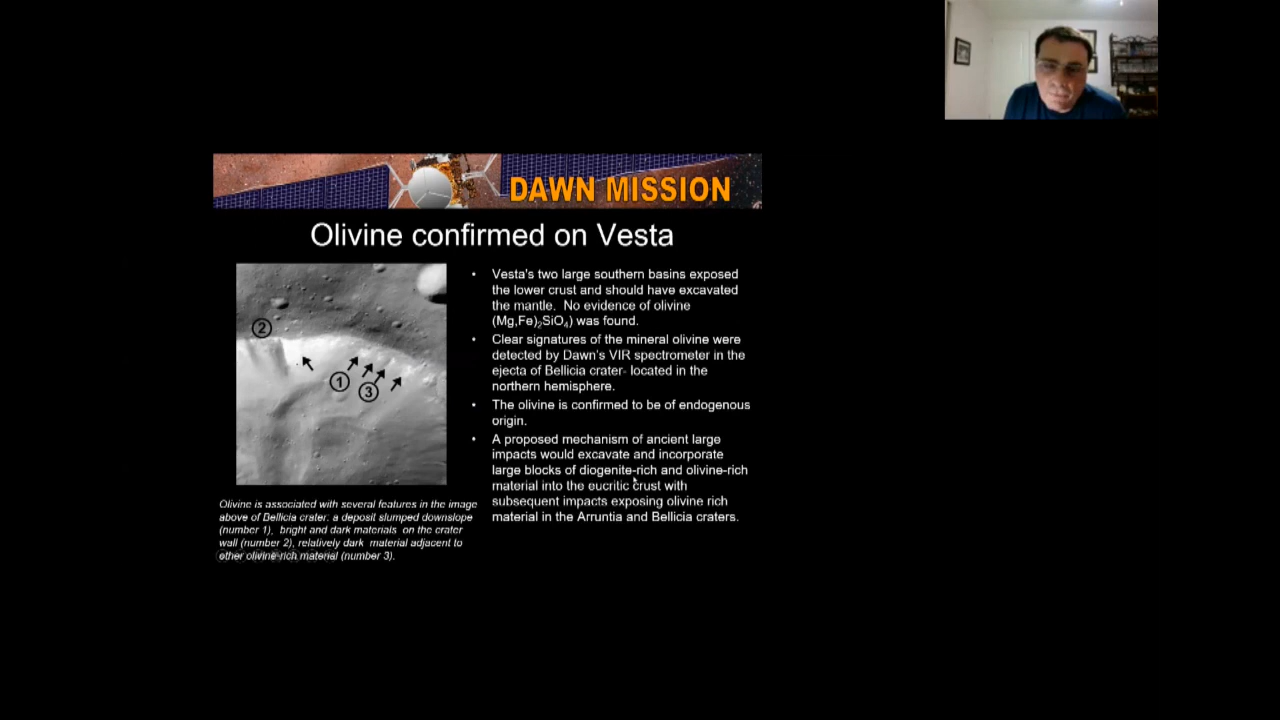 DAWN MISSION
Olivine confirmed on Vesta
②
①
③
Olivine is associated with several features in the image
above of Bellicia crater: a deposit slumped downslope
(number 1), bright and dark materials on the crater
wall (number 2), relatively dark material adjacent to
other olivine-rich material (number 3).
• Vesta's two large southern basins exposed
the lower crust and should have excavated
the mantle. No evidence of olivine
(Mg,Fe)₂SiO₄) was found.
• Clear signatures of the mineral olivine were
detected by Dawn's VIR spectrometer in the
ejecta of Bellicia crater- located in the
northern hemisphere.
• The olivine is confirmed to be of endogenous
origin.
• A proposed mechanism of ancient large
impacts would excavate and incorporate
large blocks of diogenite-rich and olivine-rich
material into the eucritic crust with
subsequent impacts exposing olivine rich
material in the Arruntia and Bellicia craters.